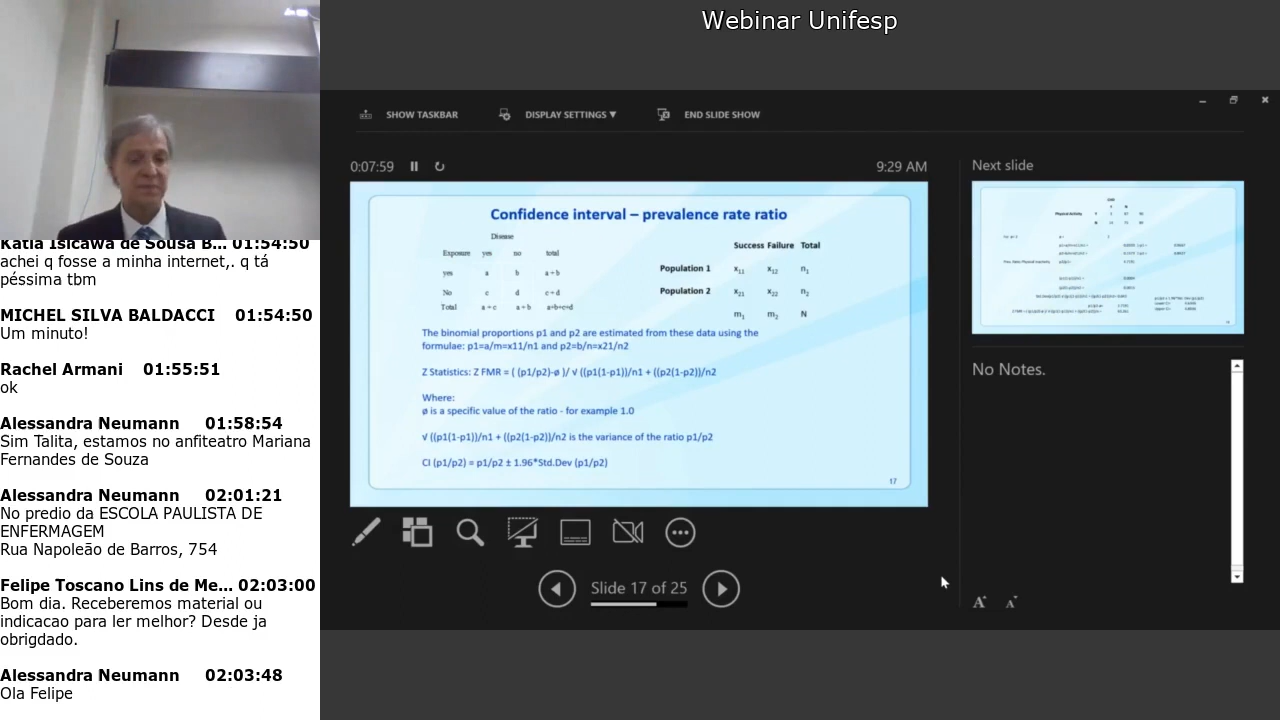 Webinar Unifesp
SHOW TASKBAR
DISPLAY SETTINGS ▼
END SLIDE SHOW
0:07:59
9:29 AM
Next slide
Confidence interval – prevalence rate ratio
Disease
Exposure yes no total
yes a b a + b
No c d c + d
Total a + c a + b a+b+c+d
Success Failure Total
Population 1 x11 x12 n1
Population 2 x21 x22 n2
m1 m2 N
The binomial proportions p1 and p2 are estimated from these data using the
formulae: p1=a/m=x11/n1 and p2=b/n=x21/n2
Z Statistics: Z FMR = ( (p1/p2)-ø )/ √ ((p1(1-p1))/n1 + ((p2(1-p2))/n2
Where:
ø is a specific value of the ratio - for example 1.0
√ ((p1(1-p1))/n1 + ((p2(1-p2))/n2 is the variance of the ratio p1/p2
CI (p1/p2) = p1/p2 ± 1.96*Std.Dev (p1/p2)
17
Physical Activity
No Notes.
Slide 17 of 25
Katia Isicawa de Sousa B... 01:54:50
achei q fosse a minha internet,. q tá
péssima tbm
MICHEL SILVA BALDACCI 01:54:50
Um minuto!
Rachel Armani 01:55:51
ok
Alessandra Neumann 01:58:54
Sim Talita, estamos no anfiteatro Mariana
Fernandes de Souza
Alessandra Neumann 02:01:21
No predio da ESCOLA PAULISTA DE
ENFERMAGEM
Rua Napoleão de Barros, 754
Felipe Toscano Lins de Me... 02:03:00
Bom dia. Receberemos material ou
indicacao para ler melhor? Desde ja
obrigdado.
Alessandra Neumann 02:03:48
Ola Felipe